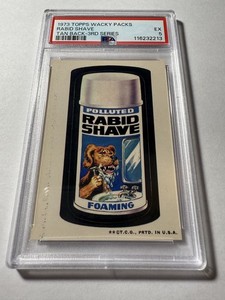 1973 TOPPS WACKY PACKS
RABID SHAVE
TAN BACK-3RD SERIES
EX
5
PSA
116232213
POLLUTED
RABID
SHAVE
FOAMING
©T.C.G., PRTD. IN U.S.A.